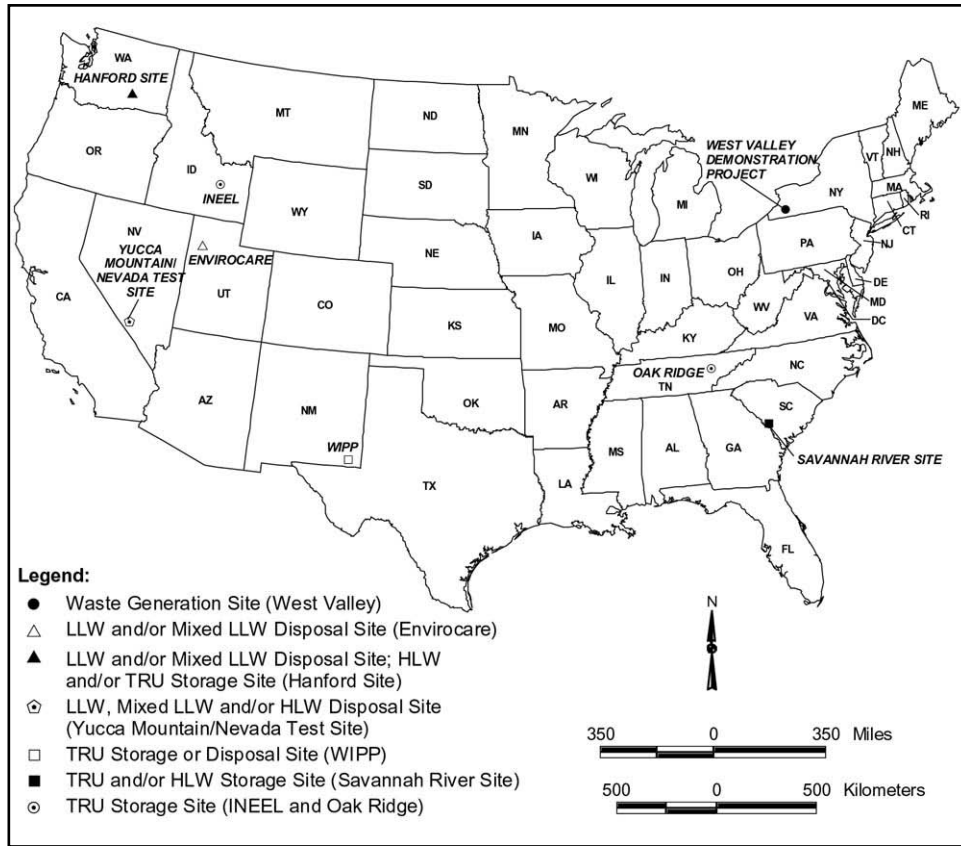 WA
HANFORD SITE
MT
ND
MN
ME
OR
ID
INEEL
WY
SD
WI
MI
WEST VALLEY
DEMONSTRATION
PROJECT
NY
VT
NH
MA
RI
CT
NV
YUCCA
MOUNTAIN/
NEVADA TEST
SITE
ENVIROCARE
UT
CA
CO
NE
IA
IL
IN
OH
PA
NJ
DE
MD
DC
WV
VA
KS
MO
KY
OAK RIDGE
TN
NC
AZ
NM
WIPP
OK
AR
SC
SAVANNAH RIVER SITE
TX
LA
MS
AL
GA
FL
Legend:
Waste Generation Site (West Valley)
LLW and/or Mixed LLW Disposal Site (Envirocare)
LLW and/or Mixed LLW Disposal Site; HLW
and/or TRU Storage Site (Hanford Site)
LLW, Mixed LLW and/or HLW Disposal Site
(Yucca Mountain/Nevada Test Site)
TRU Storage or Disposal Site (WIPP)
TRU and/or HLW Storage Site (Savannah River Site)
TRU Storage Site (INEEL and Oak Ridge)
N
350 0 350 Miles
500 0 500 Kilometers